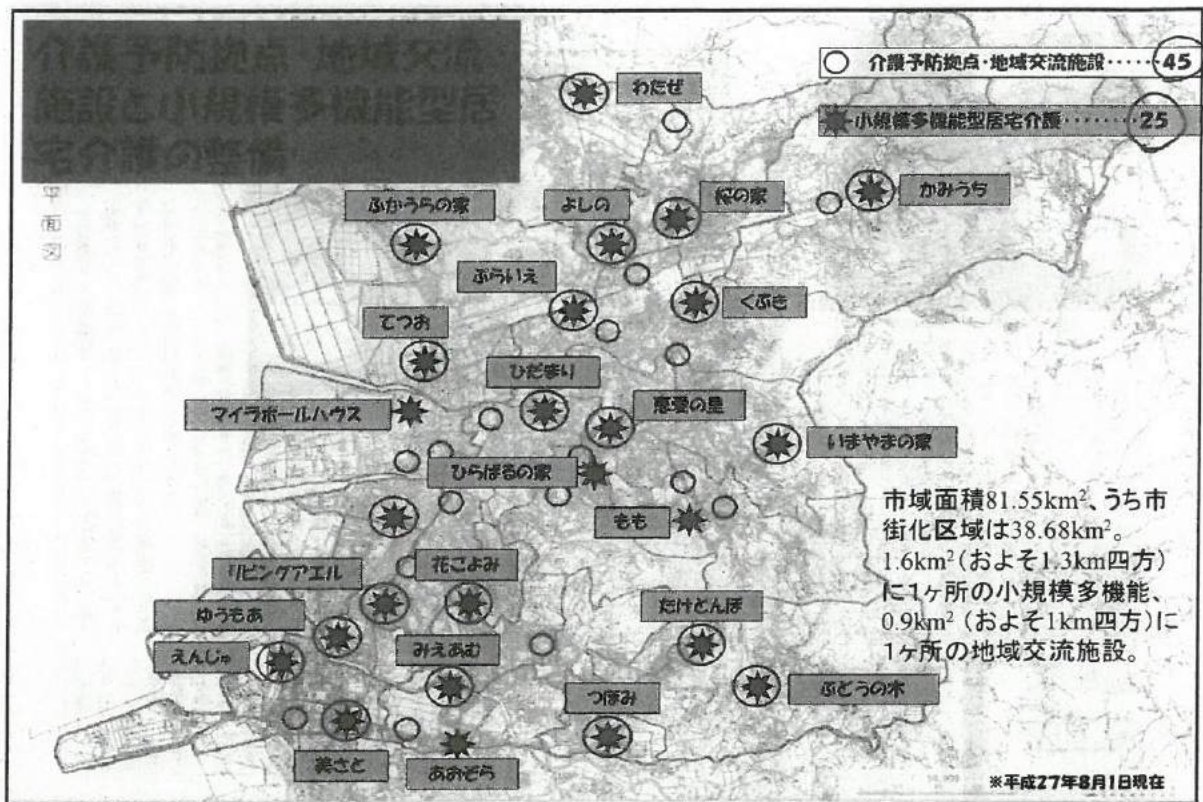 介護予防拠点・地域交流
施設と小規模多機能型居
宅介護の整備
平面図
○ 介護予防拠点・地域交流施設‥‥‥45
小規模多機能型居宅介護‥‥‥‥25
わたぜ
かみうち
桜の家
よしの
ふかうらの家
ぷらいえ
くぷき
てつお
ひだまり
恵愛の里
マイラポールハウス
いまやまの家
ひらばるの家
もも
市域面積81.55km²、うち市
街化区域は38.68km²。
1.6km²(およそ1.3km四方)
に1ヶ所の小規模多機能、
0.9km² (およそ1km四方)に
1ヶ所の地域交流施設。
リビングアエル
花ごよみ
ゆうもあ
たけとんぼ
えんじゅ
みえあむ
つぼみ
ぶどうの木
美さと
あおぞら
※平成27年8月1日現在